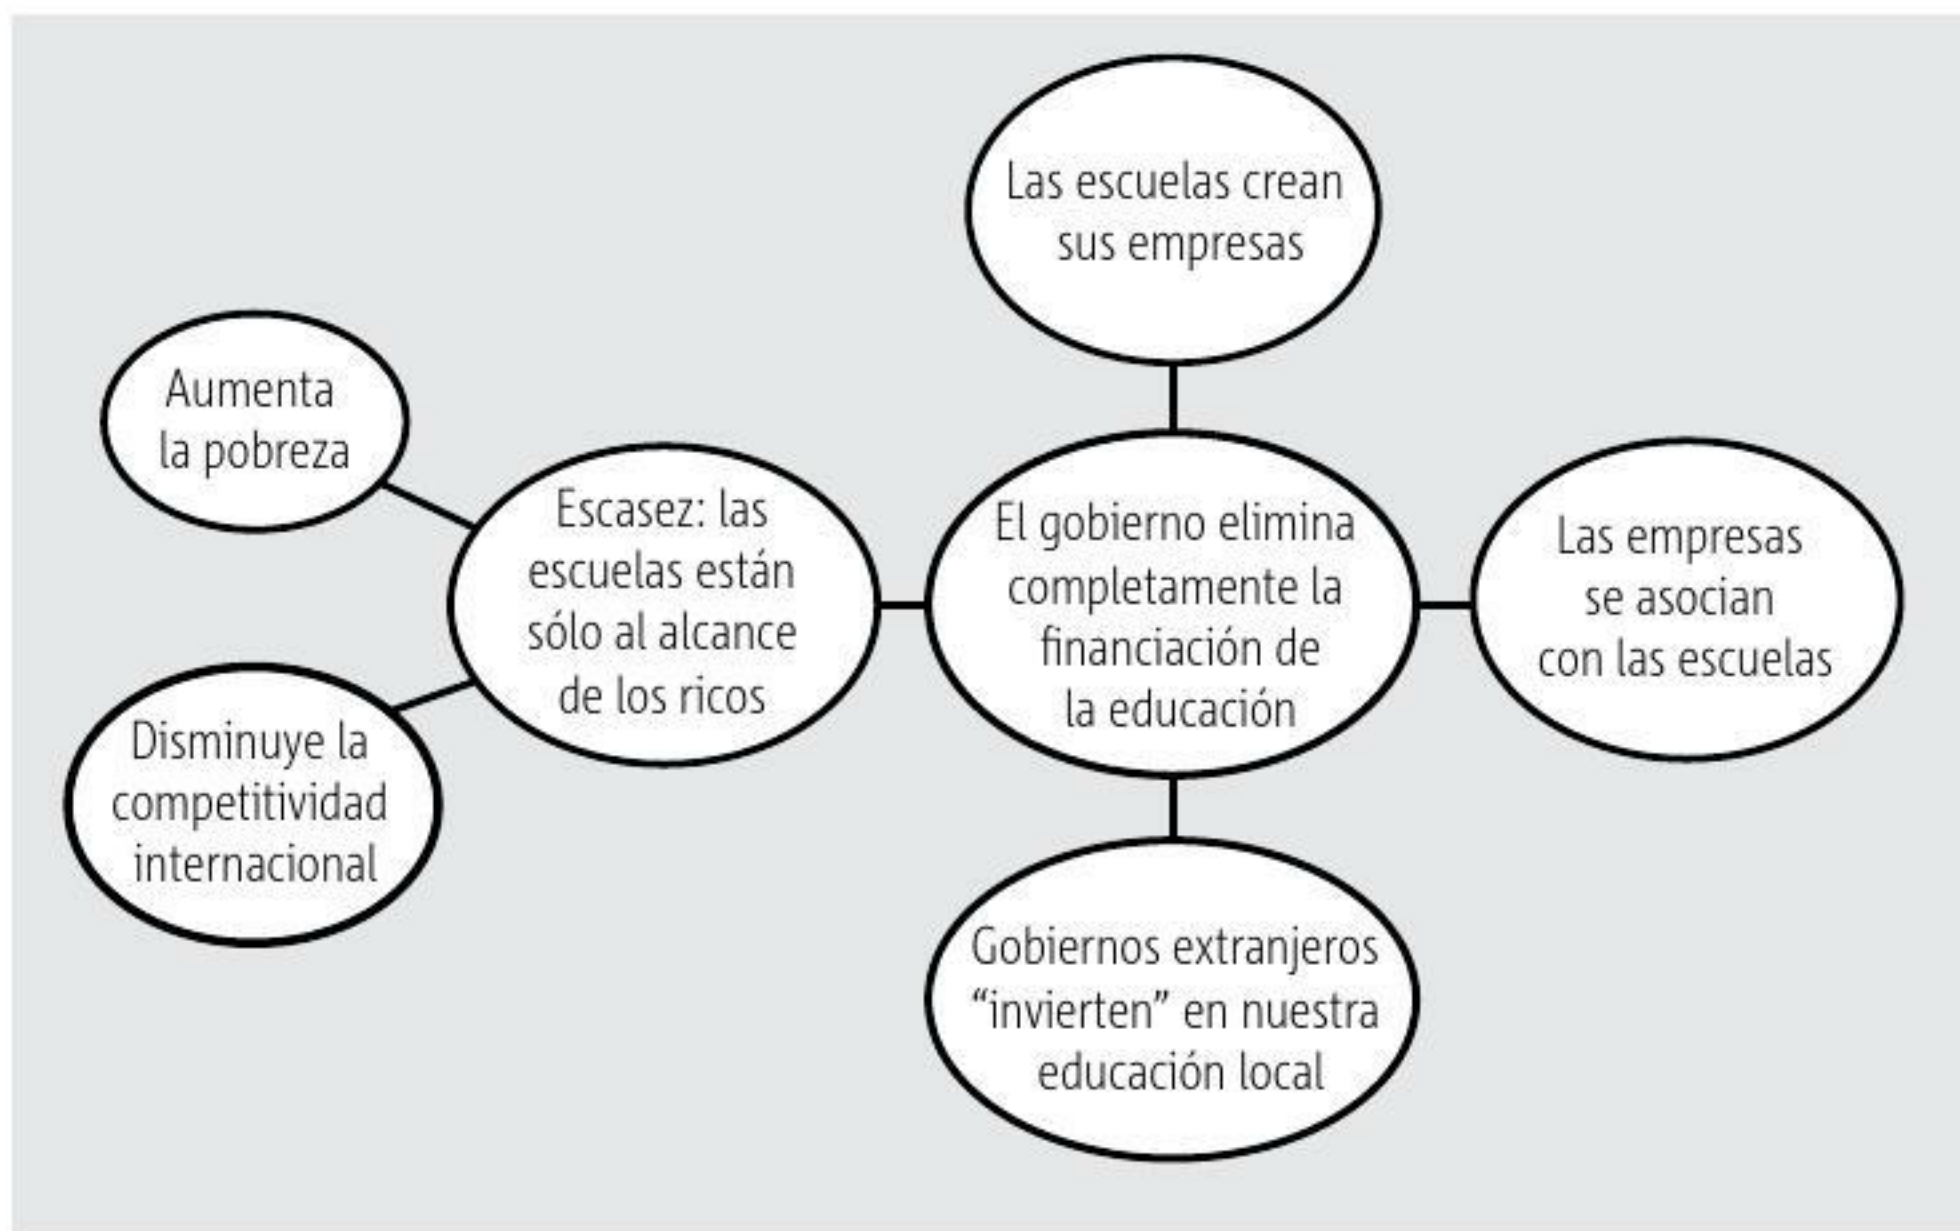 Las escuelas crean
sus empresas
Aumenta
la pobreza
Escasez: las
escuelas están
sólo al alcance
de los ricos
El gobierno elimina
completamente la
financiación de
la educación
Las empresas
se asocian
con las escuelas
Disminuye la
competitividad
internacional
Gobiernos extranjeros
“invierten” en nuestra
educación local